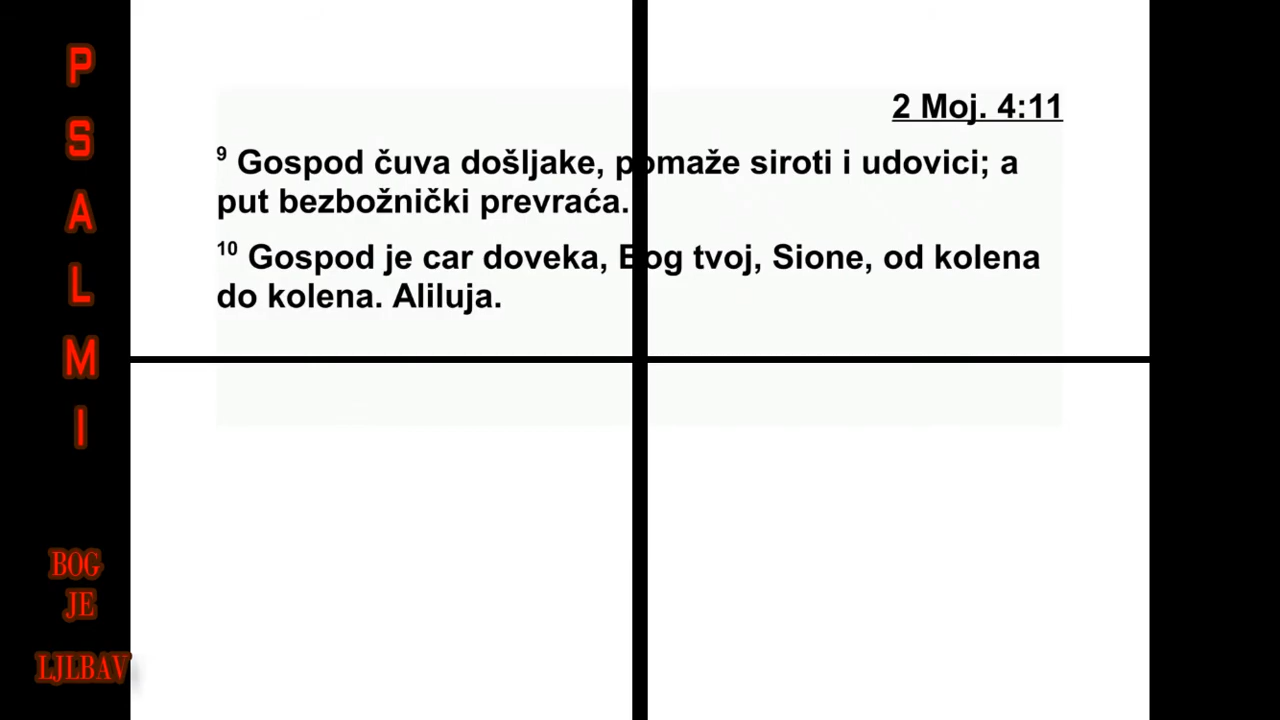 PSALMI
BOG
JE
LJLBAV
2 Moj. 4:11
9 Gospod čuva došljake, pomaže siroti i udovici; a
put bezbožnički prevraća.
10 Gospod je car doveka, Bog tvoj, Sione, od kolena
do kolena. Aliluja.